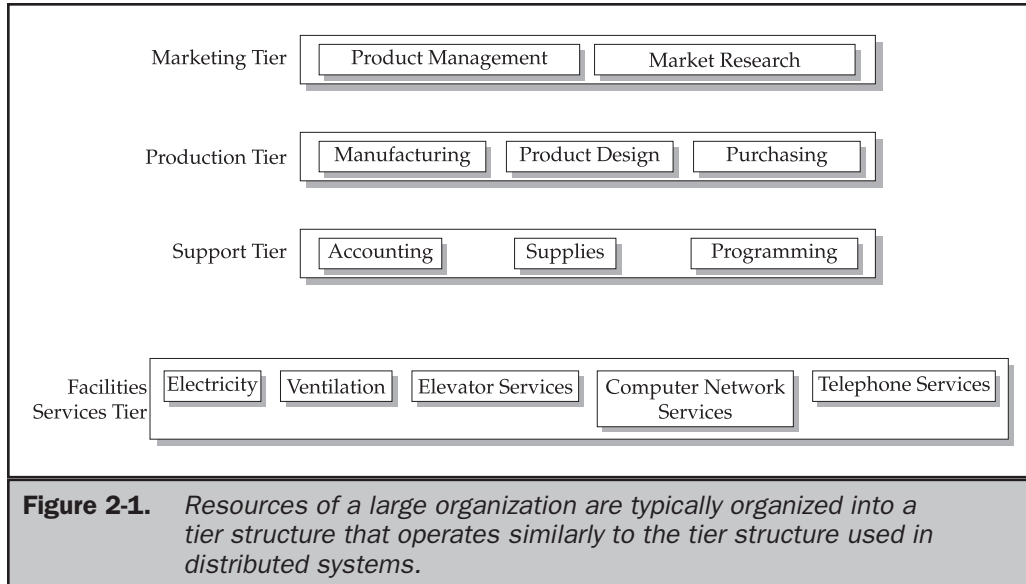 Marketing Tier
Product Management
Market Research
Production Tier
Manufacturing
Product Design
Purchasing
Support Tier
Accounting
Supplies
Programming
Facilities
Services Tier
Electricity
Ventilation
Elevator Services
Computer Network
Services
Telephone Services
Figure 2-1. Resources of a large organization are typically organized into a
tier structure that operates similarly to the tier structure used in
distributed systems.